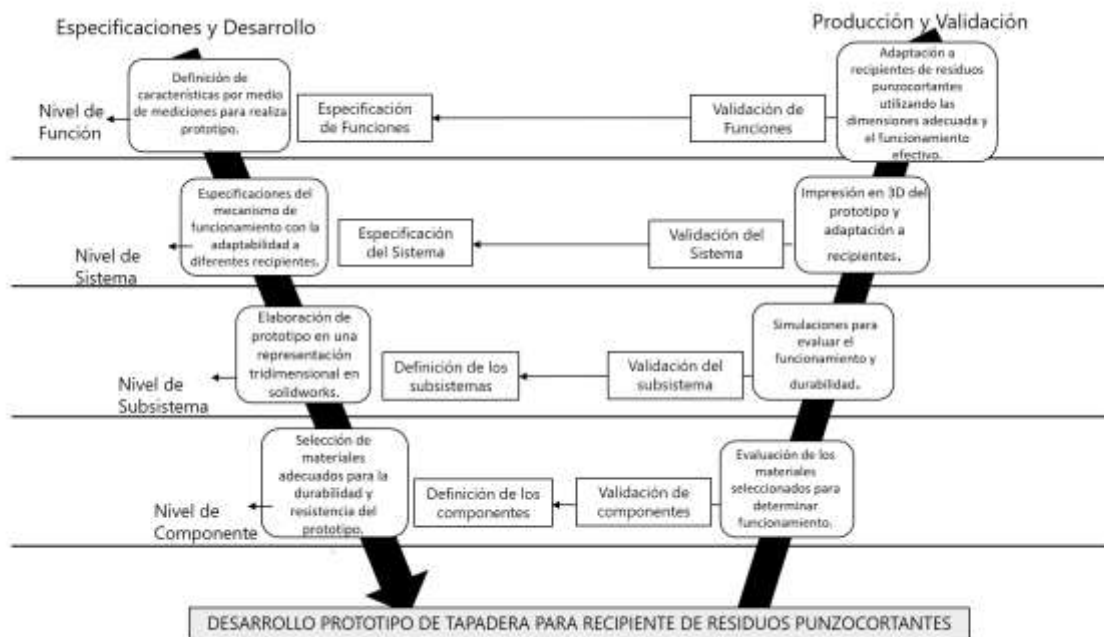 Especificaciones y Desarrollo
Producción y Validación
Nivel de
Función
Definición de
características por medio
de mediciones para realiza
prototipo.
Especificación
de Funciones
Validación de
Funciones
Adaptación a
recipientes de residuos
punzocortantes
utilizando las
dimensiones adecuada y
el funcionamiento
efectivo.
Nivel de
Sistema
Especificaciones del
mecanismo de
funcionamiento con la
adaptabilidad a
diferentes recipientes.
Especificación
del Sistema
Validación del
Sistema
Impresión en 3D del
prototipo y
adaptación a
recipientes.
Nivel de
Subsistema
Elaboración de
prototipo en una
representación
tridimensional en
solidworks.
Definición de los
subsistemas
Validación del
subsistema
Simulaciones para
evaluar el
funcionamiento y
durabilidad.
Nivel de
Componente
Selección de
materiales
adecuados para la
durabilidad y
resistencia del
prototipo.
Definición de los
componentes
Validación de
componentes
Evaluación de los
materiales
seleccionados para
determinar
funcionamiento.
DESARROLLO PROTOTIPO DE TAPADERA PARA RECIPIENTE DE RESIDUOS PUNZOCORTANTES